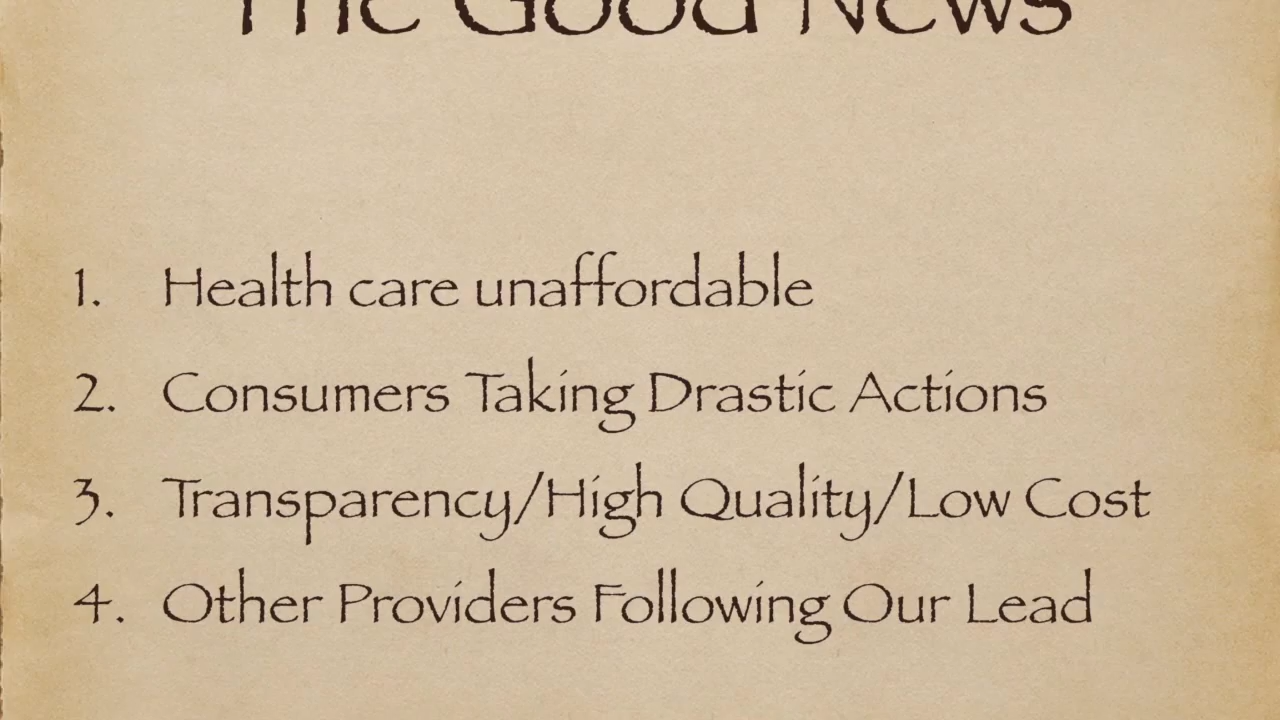 The Good News
1. Health care unaffordable
2. Consumers Taking Drastic Actions
3. Transparency/High Quality/Low Cost
4. Other Providers Following Our Lead